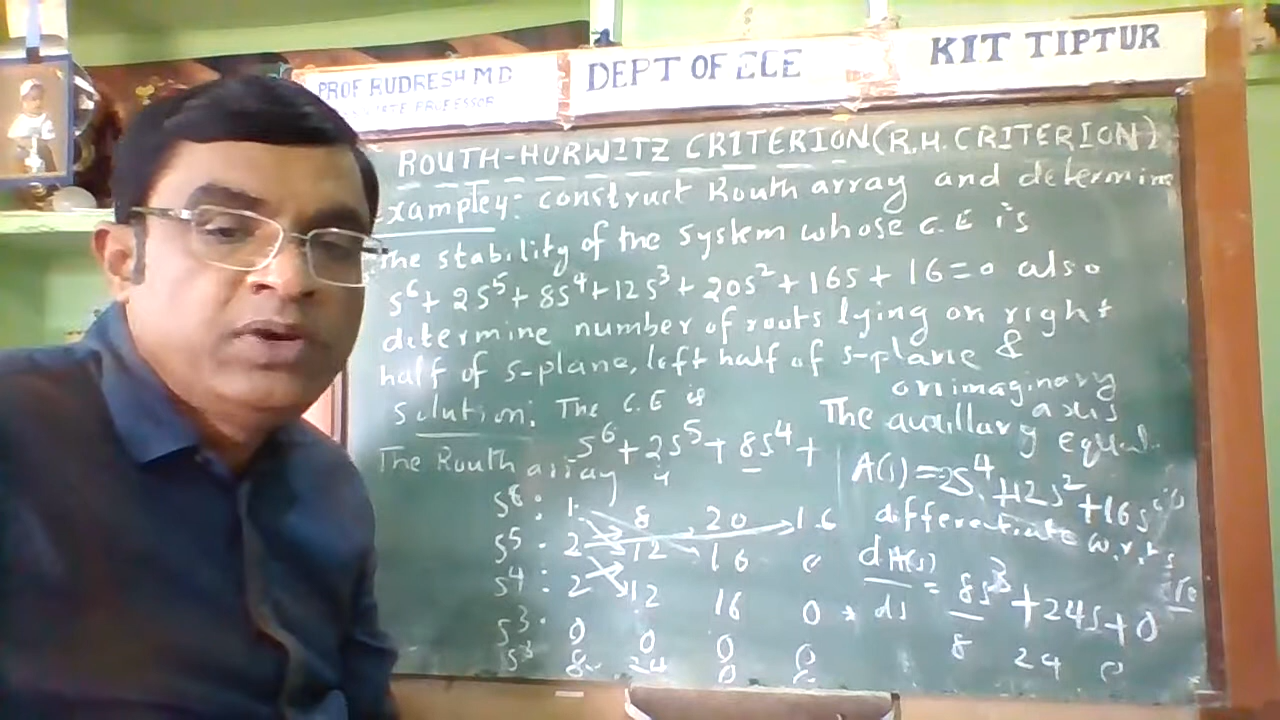 PROF RUDRESH M D
DEPT OF ECE
KIT TIPTUR
ROUTH-HURWITZ CRITERION (R.H. CRITERION)
construct Routh array and determine
the stability of the system whose C.E is
s⁶ + 2s⁵ + 8s⁴ + 12s³ + 20s² + 16s + 16 = 0 also
determine number of roots lying on right
half of s-plane, left half of s-plane &
on imaginary
axis
Solution: The C.E is
s⁶ + 2s⁵ + 8s⁴ +
The Routh array is
s⁶: 1 8 20 16
s⁵: 2 12 16 0
s⁴: 2 12 16 0
s³: 0 0 0 0
s³ 8 24 0 0
The auxillary equat
A(s) = 2s⁴ + 12s² + 16s⁰
differentiate w.r.t s
dA(s)/ds = 8s³ + 24s + 0
8 24 0